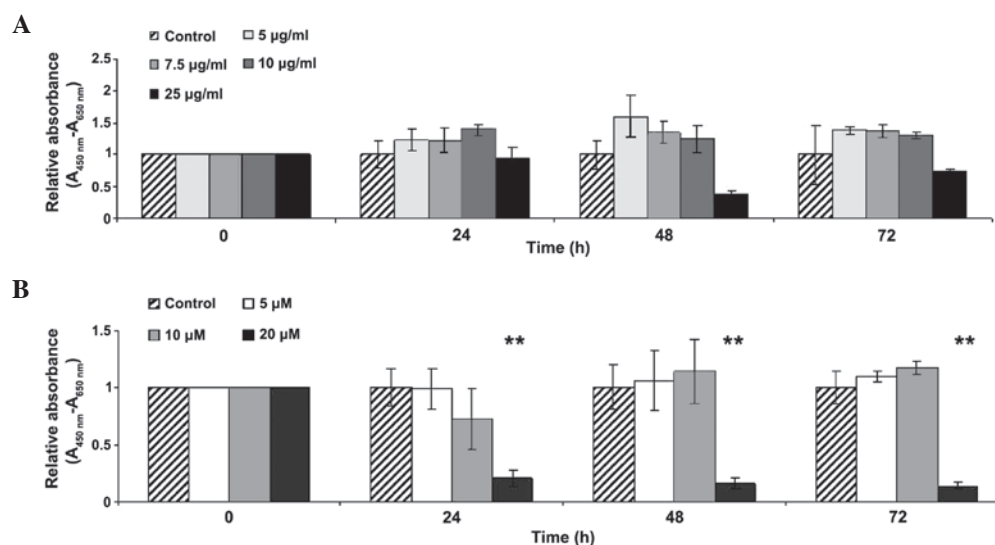 A
Control 5 µg/ml
7.5 µg/ml 10 µg/ml
25 µg/ml
Relative absorbance
(A450 nm-A650 nm)
2.5
2
1.5
1
0.5
0
0 24 48 72
Time (h)
B
Control 5 µM
10 µM 20 µM
Relative absorbance
(A450 nm-A650 nm)
1.5
1
0.5
0
** ** **
0 24 48 72
Time (h)